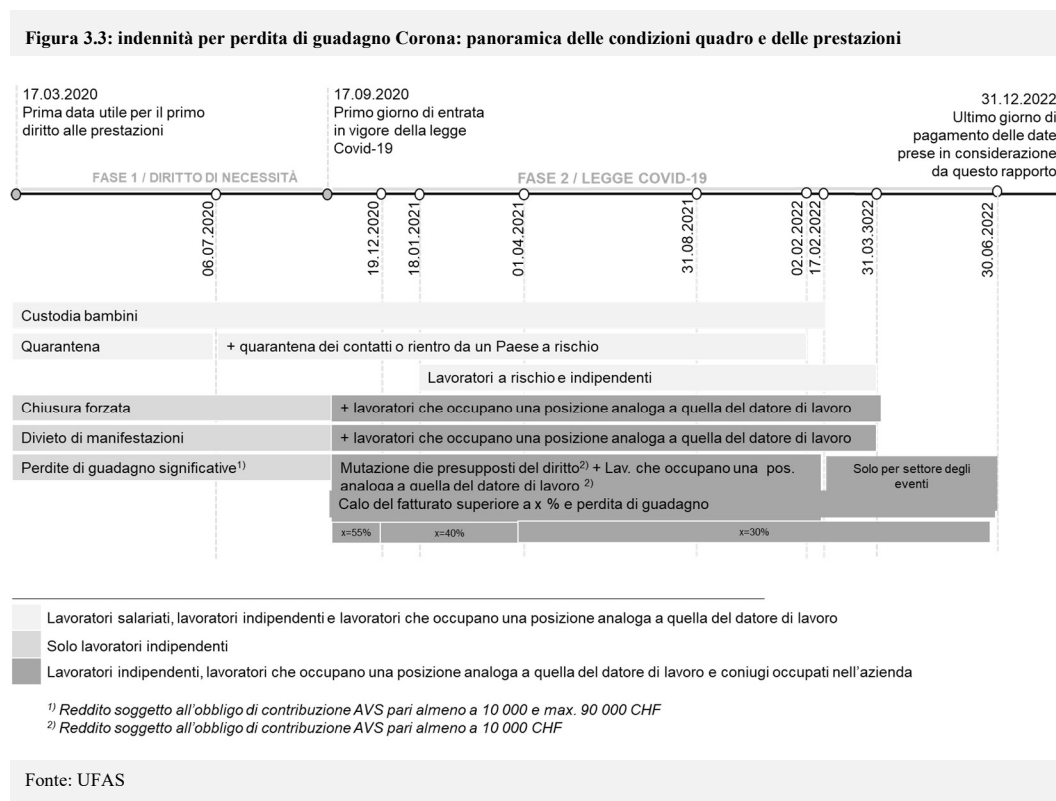 Figura 3.3: indennità per perdita di guadagno Corona: panoramica delle condizioni quadro e delle prestazioni
17.03.2020
Prima data utile per il primo
diritto alle prestazioni
17.09.2020
Primo giorno di entrata
in vigore della legge
Covid-19
31.12.2022
Ultimo giorno di
pagamento delle date
prese in considerazione
da questo rapporto
FASE 1 / DIRITTO DI NECESSITÀ
FASE 2 / LEGGE COVID-19
06.07.2020
19.12.2020
18.01.2021
01.04.2021
31.08.2021
02.02.2022
17.02.2022
31.03.3022
30.06.2022
Custodia bambini
Quarantena
+ quarantena dei contatti o rientro da un Paese a rischio
Lavoratori a rischio e indipendenti
Chiusura forzata
+ lavoratori che occupano una posizione analoga a quella del datore di lavoro
Divieto di manifestazioni
+ lavoratori che occupano una posizione analoga a quella del datore di lavoro
Perdite di guadagno significative1)
Mutazione die presupposti del diritto2) + Lav. che occupano una pos.
analoga a quella del datore di lavoro 2)
Solo per settore degli
eventi
Calo del fatturato superiore a x % e perdita di guadagno
x=55%
x=40%
x=30%
Lavoratori salariati, lavoratori indipendenti e lavoratori che occupano una posizione analoga a quella del datore di lavoro
Solo lavoratori indipendenti
Lavoratori indipendenti, lavoratori che occupano una posizione analoga a quella del datore di lavoro e coniugi occupati nell'azienda
1) Reddito soggetto all'obbligo di contribuzione AVS pari almeno a 10 000 e max. 90 000 CHF
2) Reddito soggetto all'obbligo di contribuzione AVS pari almeno a 10 000 CHF
Fonte: UFAS